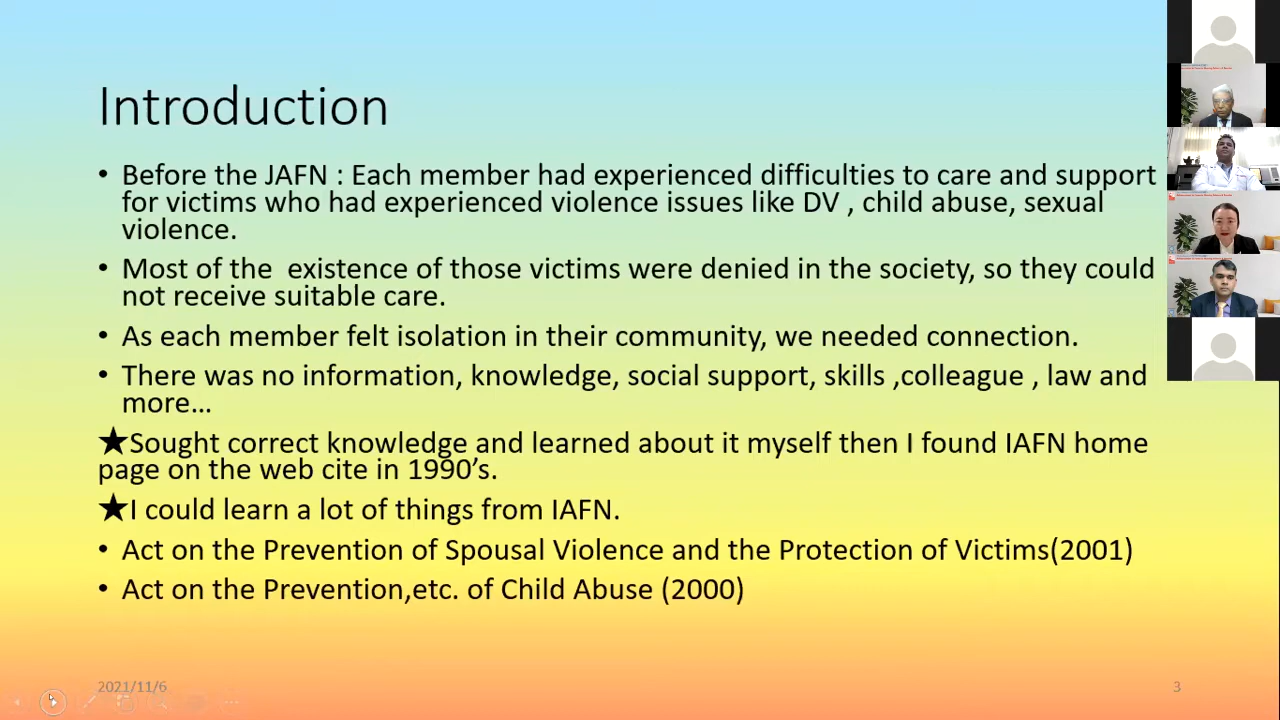 Introduction
• Before the JAFN : Each member had experienced difficulties to care and support
for victims who had experienced violence issues like DV , child abuse, sexual
violence.
• Most of the  existence of those victims were denied in the society, so they could
not receive suitable care.
• As each member felt isolation in their community, we needed connection.
• There was no information, knowledge, social support, skills ,colleague , law and
more…
★Sought correct knowledge and learned about it myself then I found IAFN home
page on the web cite in 1990’s.
★I could learn a lot of things from IAFN.
• Act on the Prevention of Spousal Violence and the Protection of Victims(2001)
• Act on the Prevention,etc. of Child Abuse (2000)
2021/11/6
3